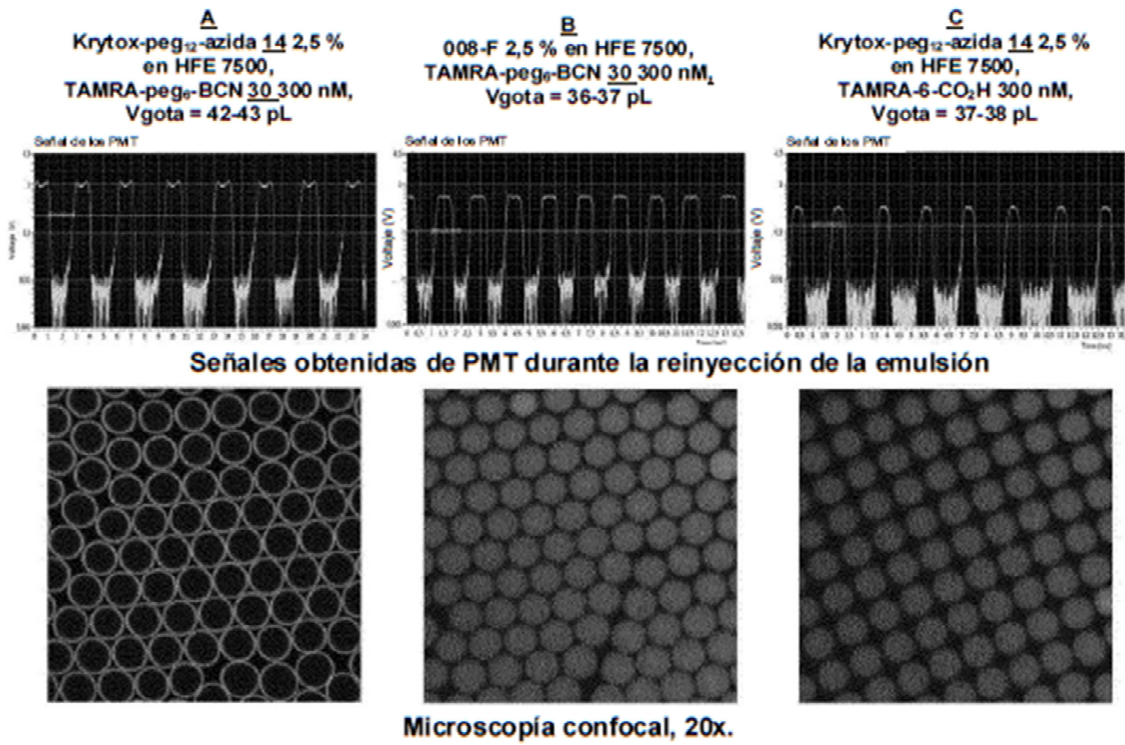 A
Krytox-peg₁₂-azida 14 2,5 %
en HFE 7500,
TAMRA-peg₆-BCN 30 300 nM,
Vgota = 42-43 pL
B
008-F 2,5 % en HFE 7500,
TAMRA-peg₆-BCN 30 300 nM,
Vgota = 36-37 pL
C
Krytox-peg₁₂-azida 14 2,5 %
en HFE 7500,
TAMRA-6-CO₂H 300 nM,
Vgota = 37-38 pL
Señal de los PMT
Voltaje (V)
Señal de los PMT
Voltaje (V)
Señal de los PMT
Voltaje (V)
Señales obtenidas de PMT durante la reinyección de la emulsión
Microscopía confocal, 20x.